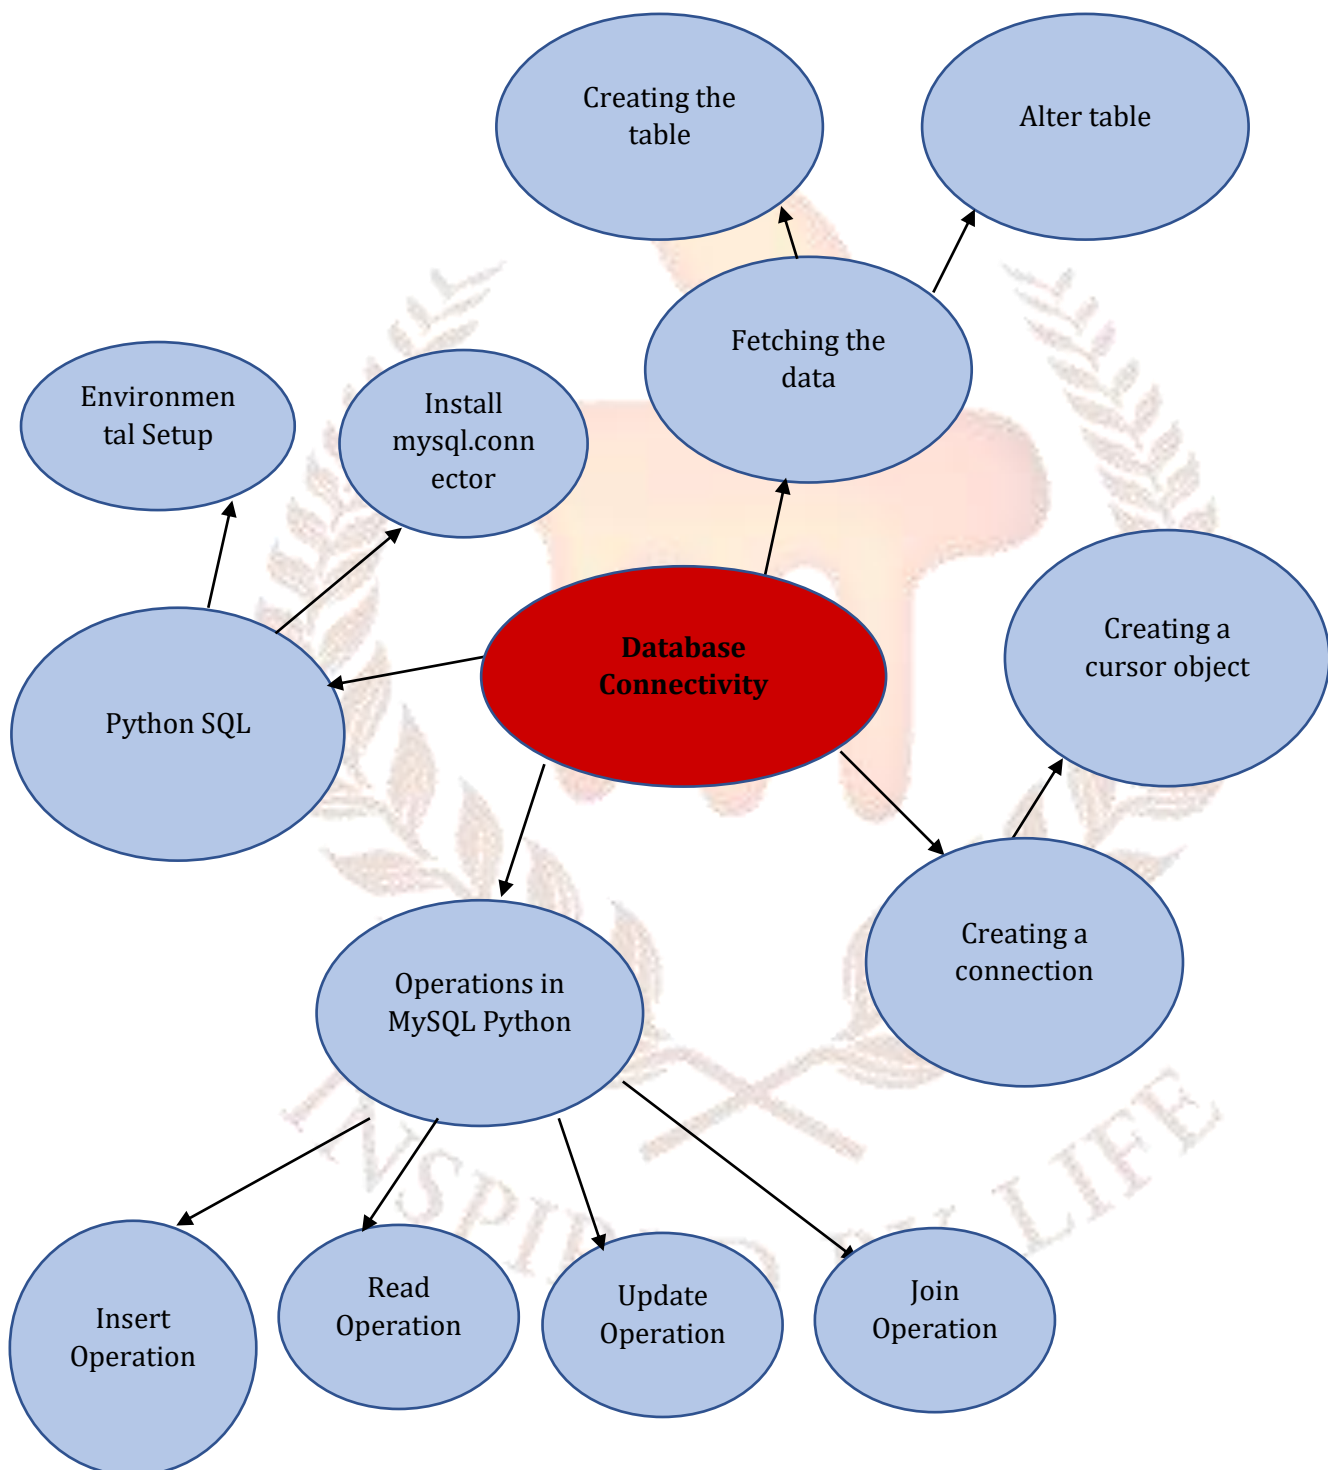 Creating the
table
Alter table
Fetching the
data
Environmen
tal Setup
Install
mysql.conn
ector
Database
Connectivity
Creating a
cursor object
Python SQL
Creating a
connection
Operations in
MySQL Python
Insert
Operation
Read
Operation
Update
Operation
Join
Operation
LIFE